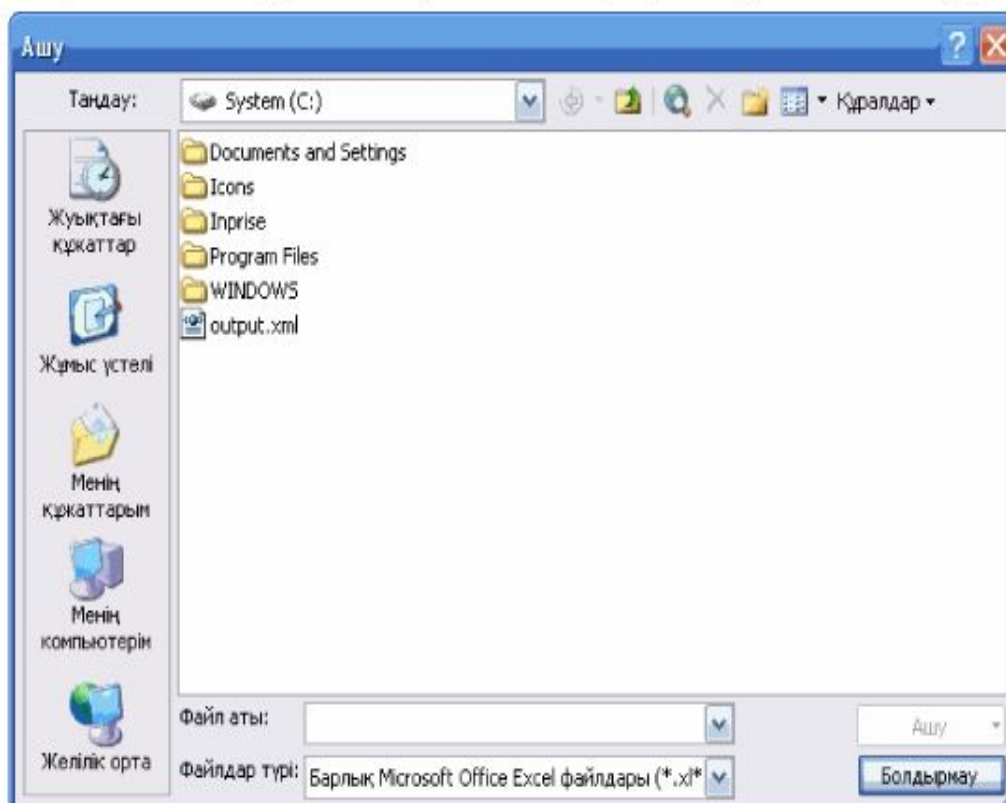 Ашу
Таңдау:
System (C:)
Құралдар
Жуықтағы
құжаттар
Жұмыс үстелі
Менің
құжаттарым
Менің
компьютерім
Желілік орта
Documents and Settings
Icons
Inprise
Program Files
WINDOWS
output.xml
Файл аты:
Ашу
Файлдар түрі:
Барлық Microsoft Office Excel файлдары (*.xl*
Болдырмау